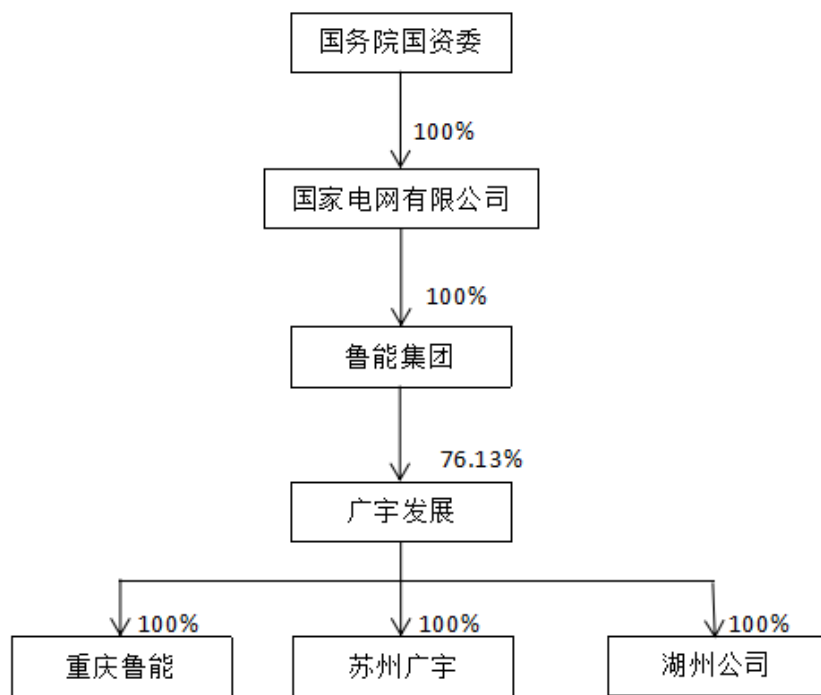 国务院国资委
100%
国家电网有限公司
100%
鲁能集团
76.13%
广宇发展
100%
100%
100%
重庆鲁能
苏州广宇
湖州公司